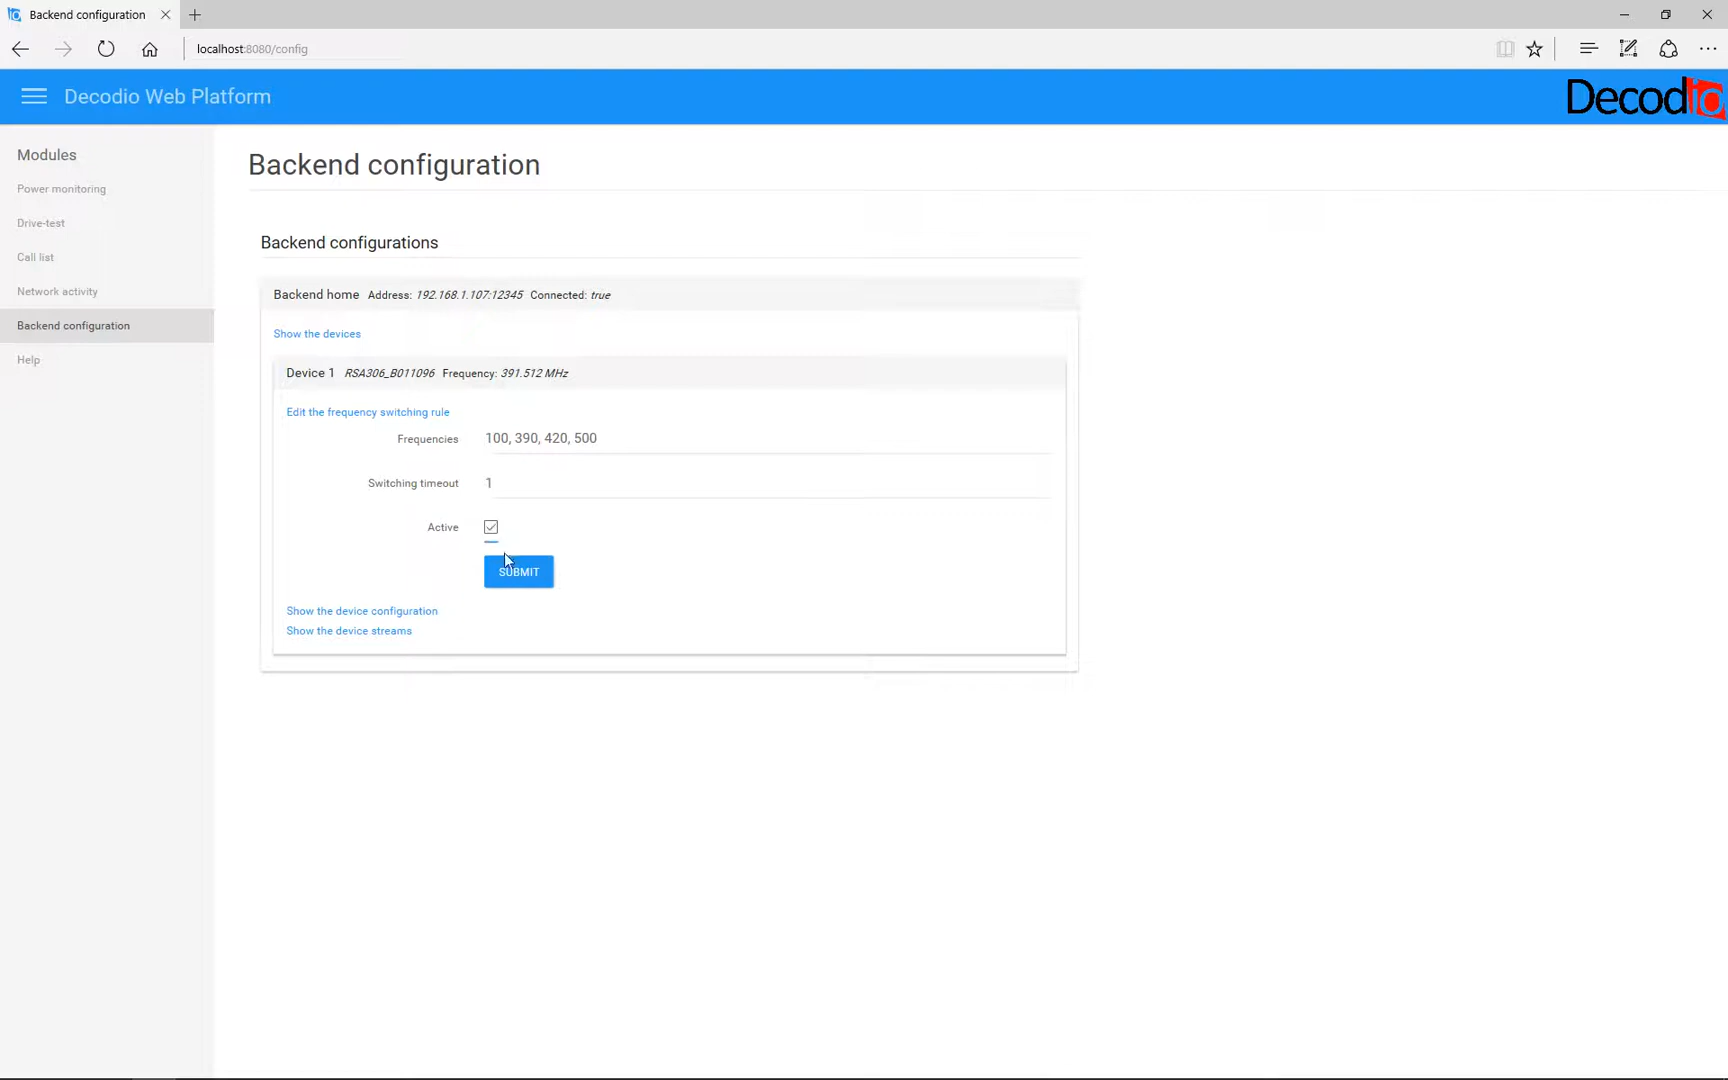 Backend configuration
localhost:8080/config
Decodio Web Platform
Decodio
Modules
Power monitoring
Drive-test
Call list
Network activity
Backend configuration
Help
Backend configuration
Backend configurations
Backend home Address: 192.168.1.107:12345 Connected: true
Show the devices
Device 1 RSA306_B011096 Frequency: 391.512 MHz
Edit the frequency switching rule
Frequencies 100, 390, 420, 500
Switching timeout 1
Active
SUBMIT
Show the device configuration
Show the device streams